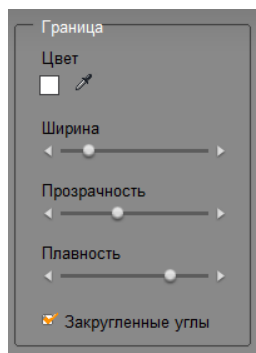 Граница
Цвет
Ширина
Прозрачность
Плавность
Закругленные углы